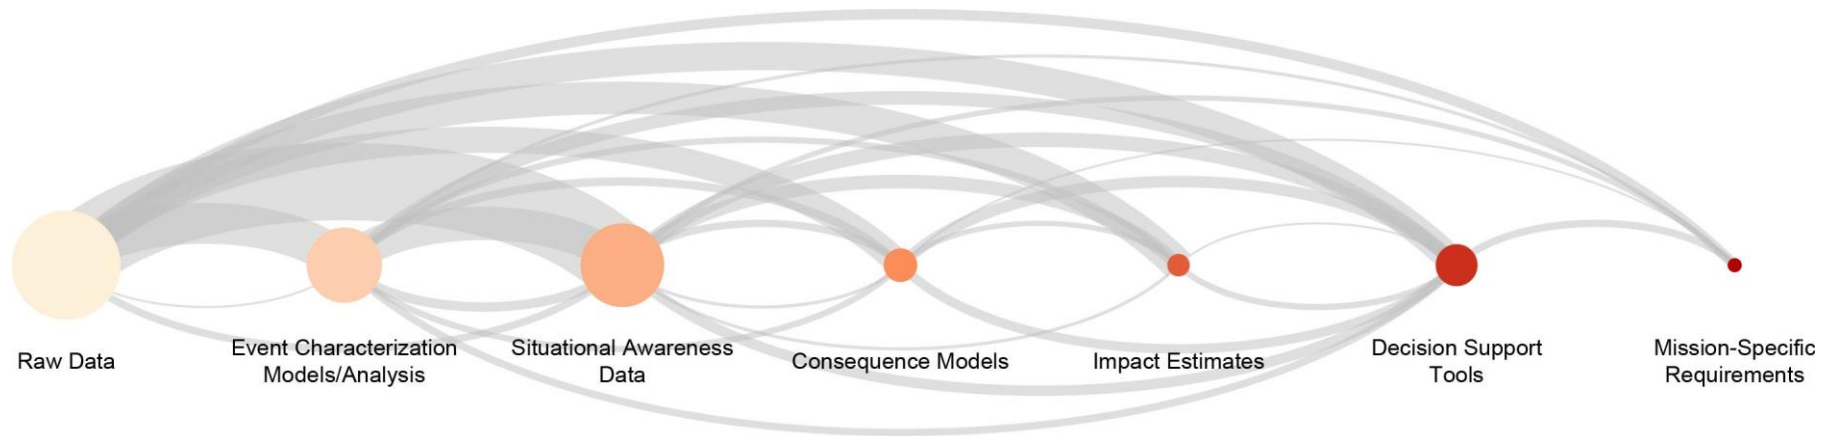 Raw Data
Event Characterization
Models/Analysis
Situational Awareness
Data
Consequence Models
Impact Estimates
Decision Support
Tools
Mission-Specific
Requirements